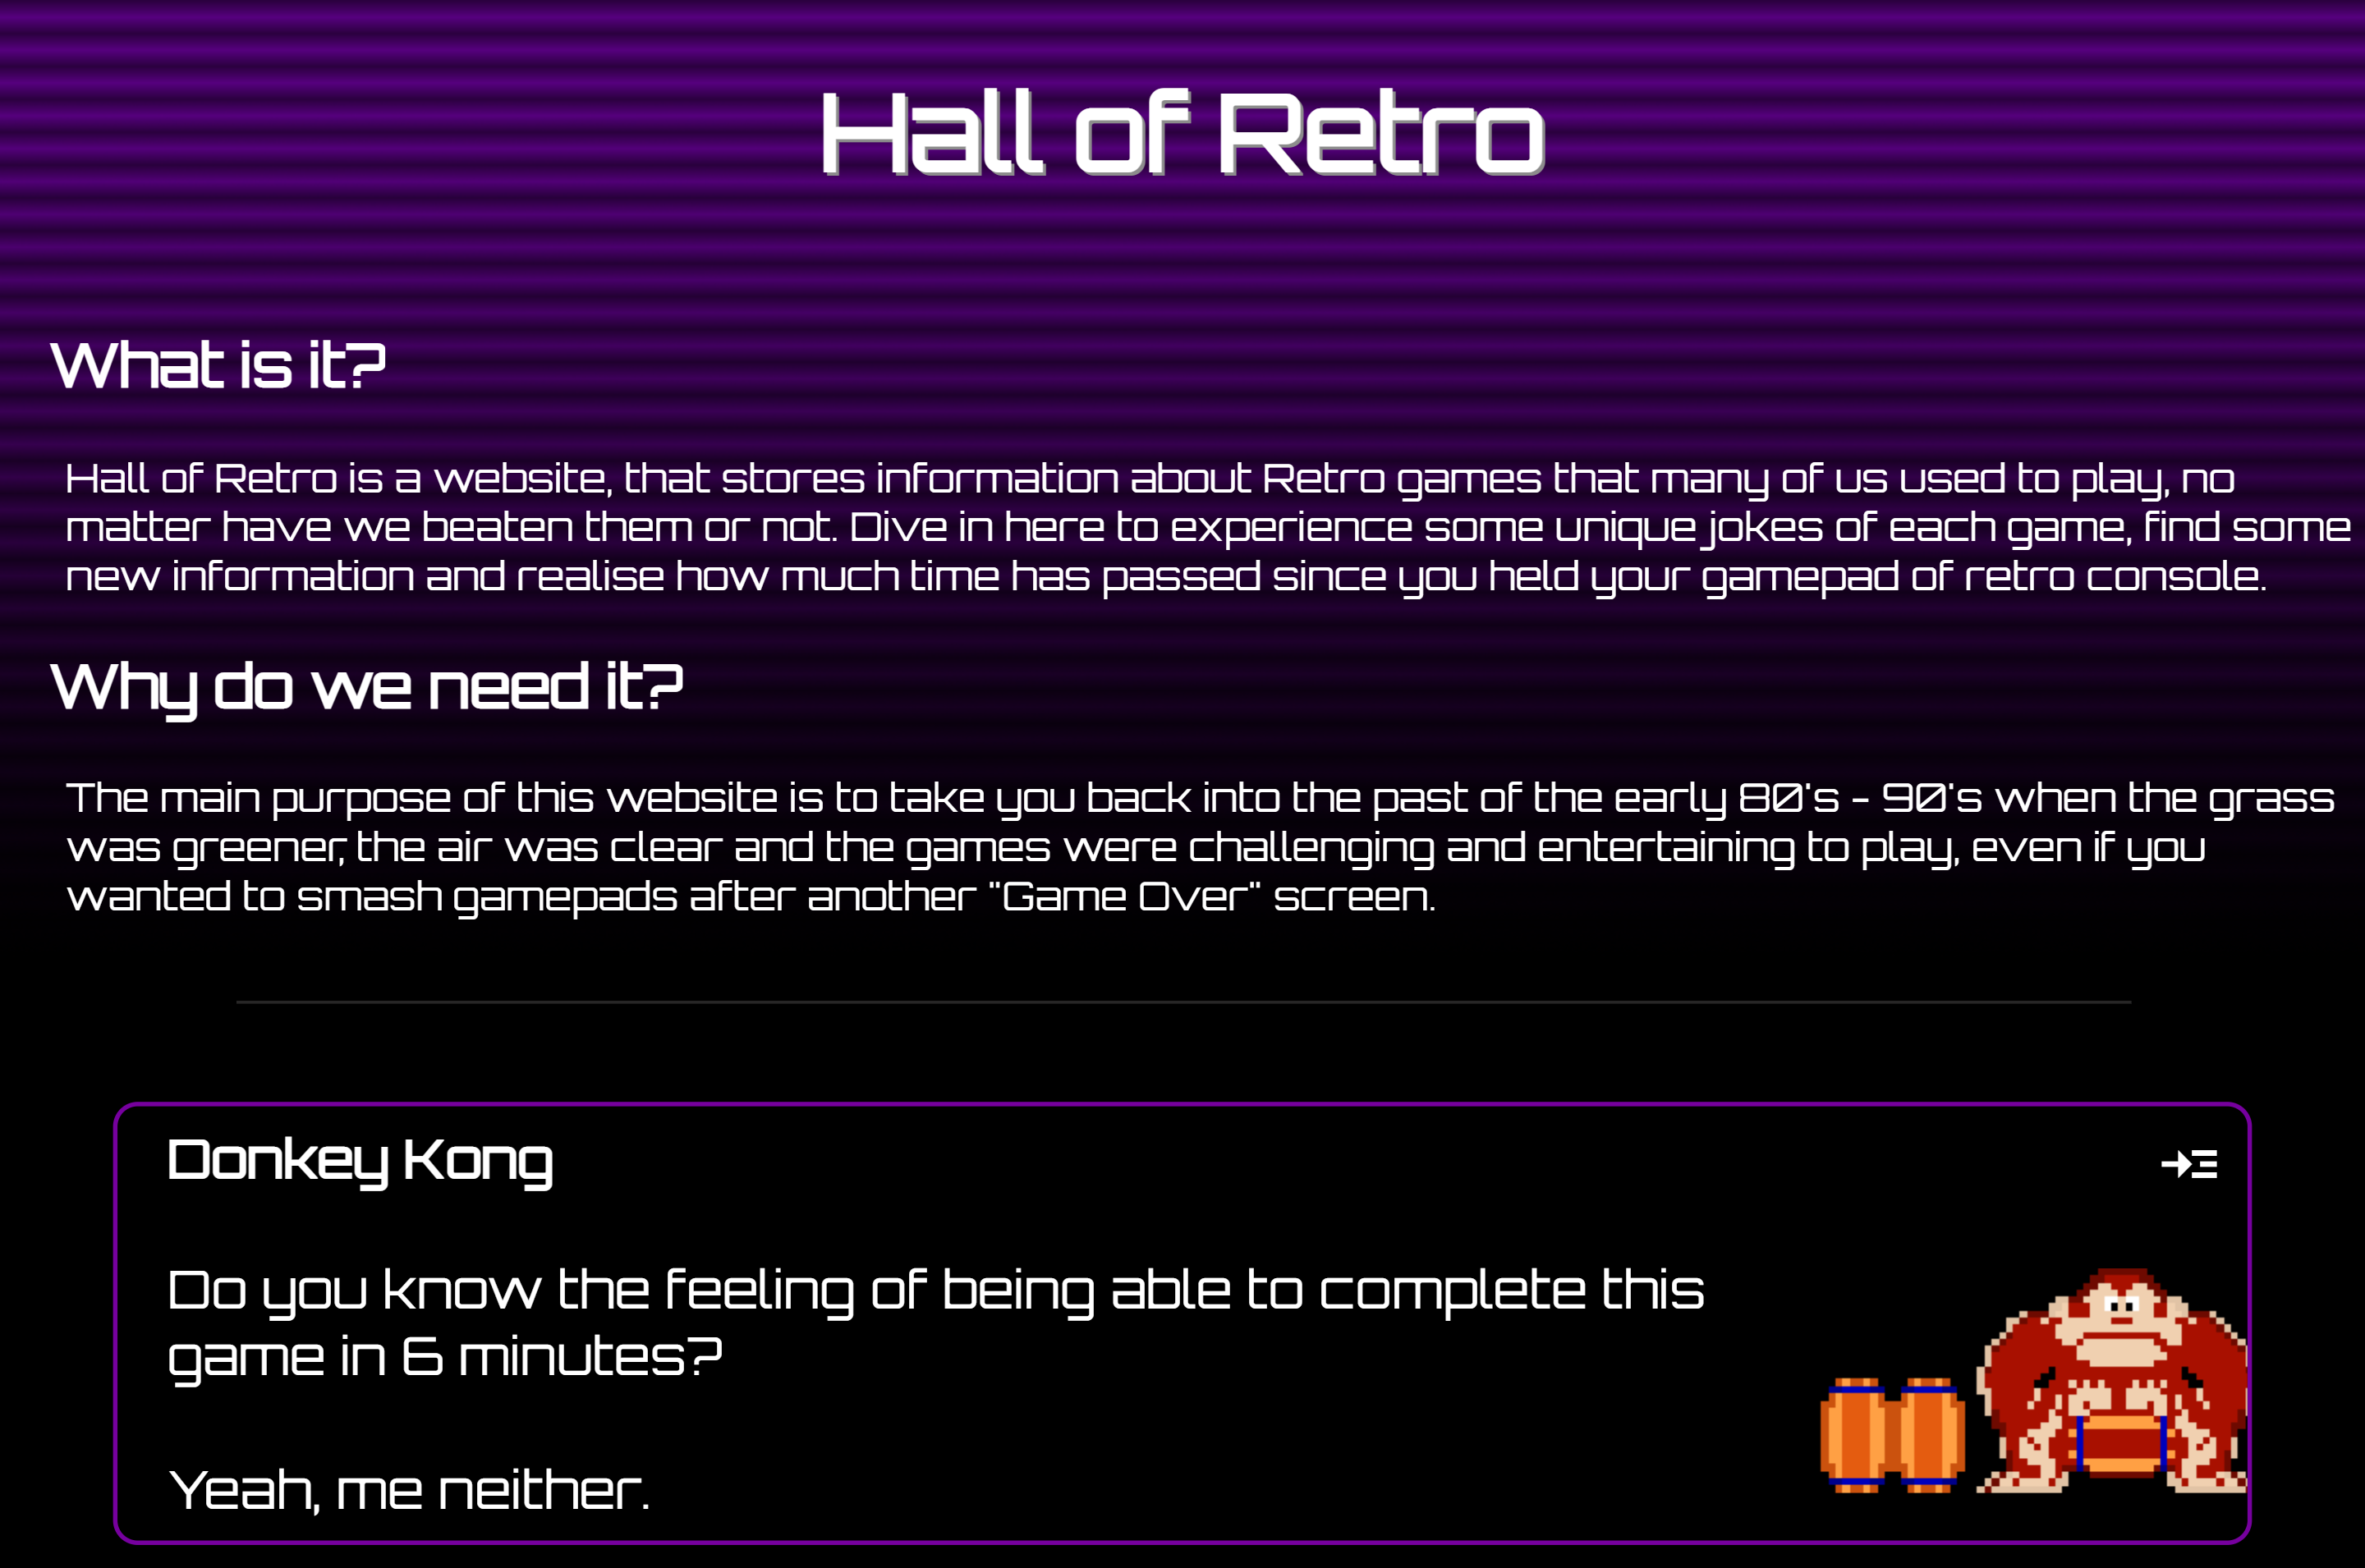 Hall of Retro
What is it?
Hall of Retro is a website, that stores information about Retro games that many of us used to play, no
matter have we beaten them or not. Dive in here to experience some unique jokes of each game, find some
new information and realise how much time has passed since you held your gamepad of retro console.
Why do we need it?
The main purpose of this website is to take you back into the past of the early 80's - 90's when the grass
was greener, the air was clear and the games were challenging and entertaining to play, even if you
wanted to smash gamepads after another "Game Over" screen.
Donkey Kong
Do you know the feeling of being able to complete this
game in 6 minutes?
Yeah, me neither.